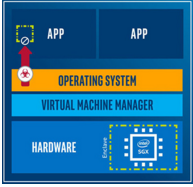 APP
APP
OPERATING SYSTEM
VIRTUAL MACHINE MANAGER
HARDWARE
Enclave
intel
SGX